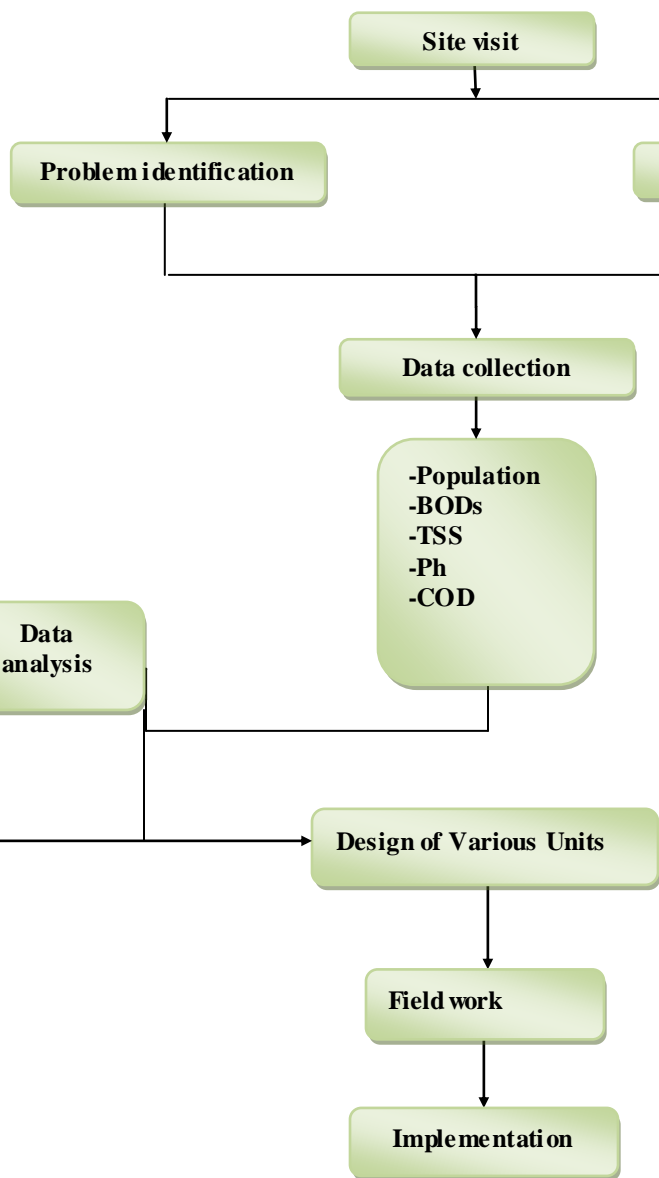 Site visit
Problem identification
Data collection
-Population
-BODs
-TSS
-Ph
-COD
Data
analysis
Design of Various Units
Field work
Implementation